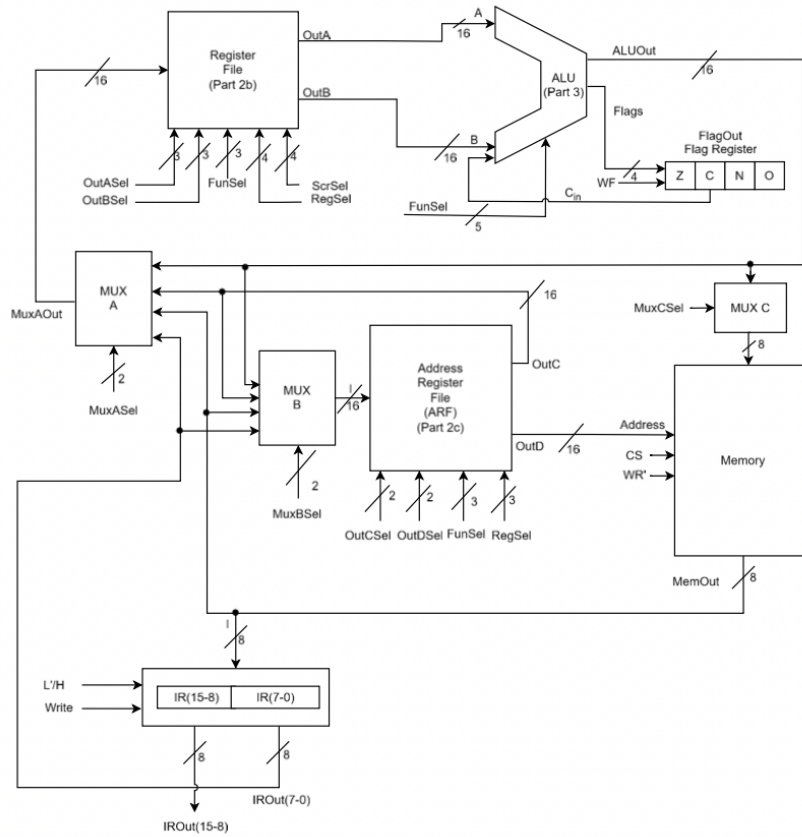 OutA
A
16
Register
File
(Part 2b)
16
ALU
(Part 3)
ALUOut
16
OutB
B
16
Flags
FlagOut
Flag Register
Z C N O
4
WF
Cin
3 3 3 4 4
OutASel
OutBSel
FunSel
ScrSel
RegSel
FunSel
5
MUX
A
MuxAOut
2
MuxASel
16
OutC
MuxCSel
MUX C
8
MUX
B
I
16
2
MuxBSel
Address
Register
File
(ARF)
(Part 2c)
OutD
16
Address
CS
WR'
Memory
2 2 3 3
OutCSel OutDSel FunSel RegSel
MemOut
8
I
8
L'/H
Write
IR(15-8) IR(7-0)
8 8
IROut(7-0)
IROut(15-8)